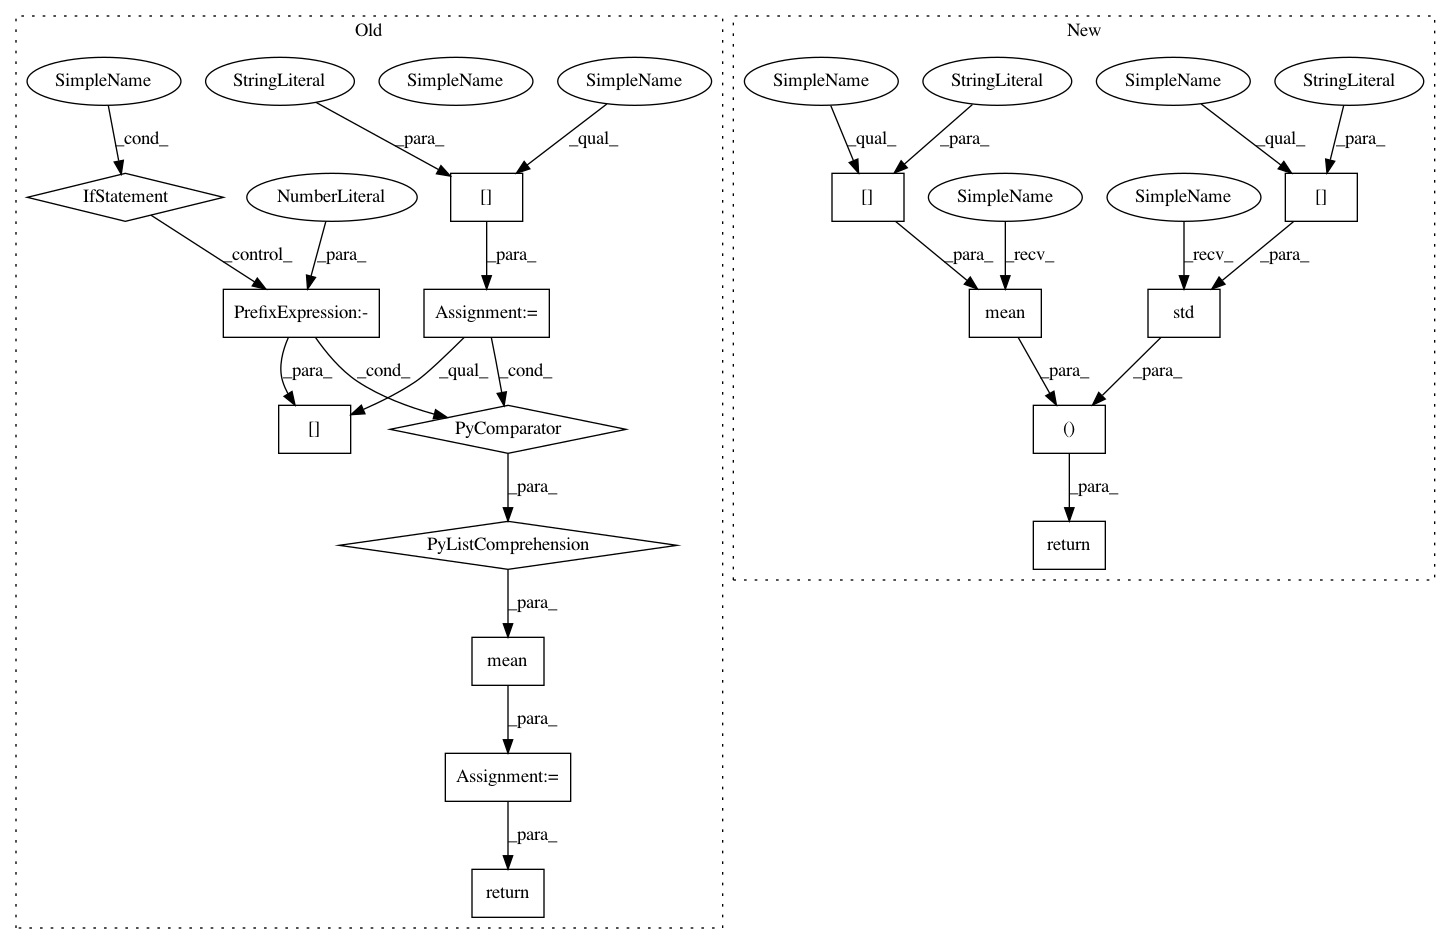 Old
New
SimpleName
StringLiteral
SimpleName
SimpleName
SimpleName
StringLiteral
SimpleName
StringLiteral
_cond_
_para_
_qual_
_qual_
_para_
_qual_
_para_
IfStatement
NumberLiteral
[]
[]
SimpleName
SimpleName
[]
_control_
_para_
_para_
_para_
_recv_
_recv_
_para_
PrefixExpression:-
Assignment:=
mean
std
_para_
_cond_
_qual_
_cond_
_para_
_para_
[]
PyComparator
()
_para_
_para_
PyListComprehension
return
_para_
mean
_para_
Assignment:=
_para_
return